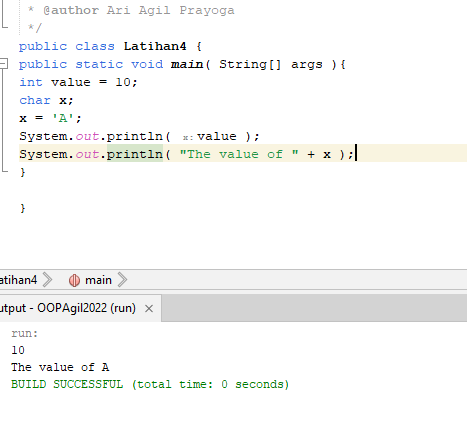 * @author Ari Agil Prayoga
*/
public class Latihan4 {
public static void main( String[] args ){
int value = 10;
char x;
x = 'A';
System.out.println( x: value );
System.out.println( "The value of " + x );
}
}
atihan4 main
utput - OOPAgil2022 (run) ×
run:
10
The value of A
BUILD SUCCESSFUL (total time: 0 seconds)